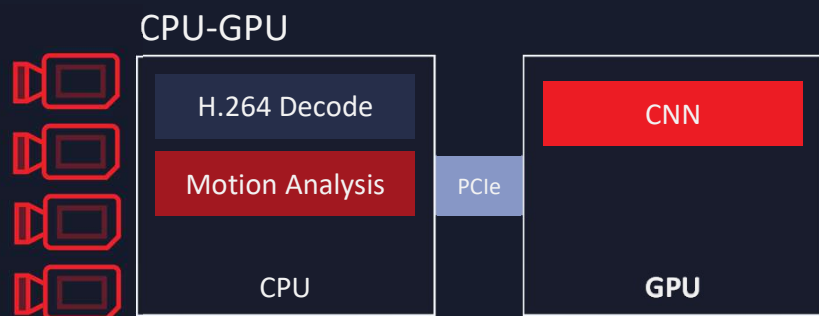 CPU-GPU
H.264 Decode
Motion Analysis
CPU
PCIe
CNN
GPU